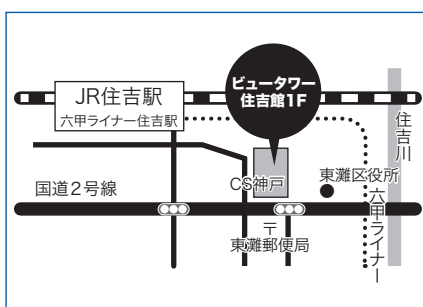 ビュータワー
住吉館1F
JR住吉駅
六甲ライナー住吉駅
住吉川
CS神戸
東灘区役所
国道2号線
〒
東灘郵便局
六甲ライナー